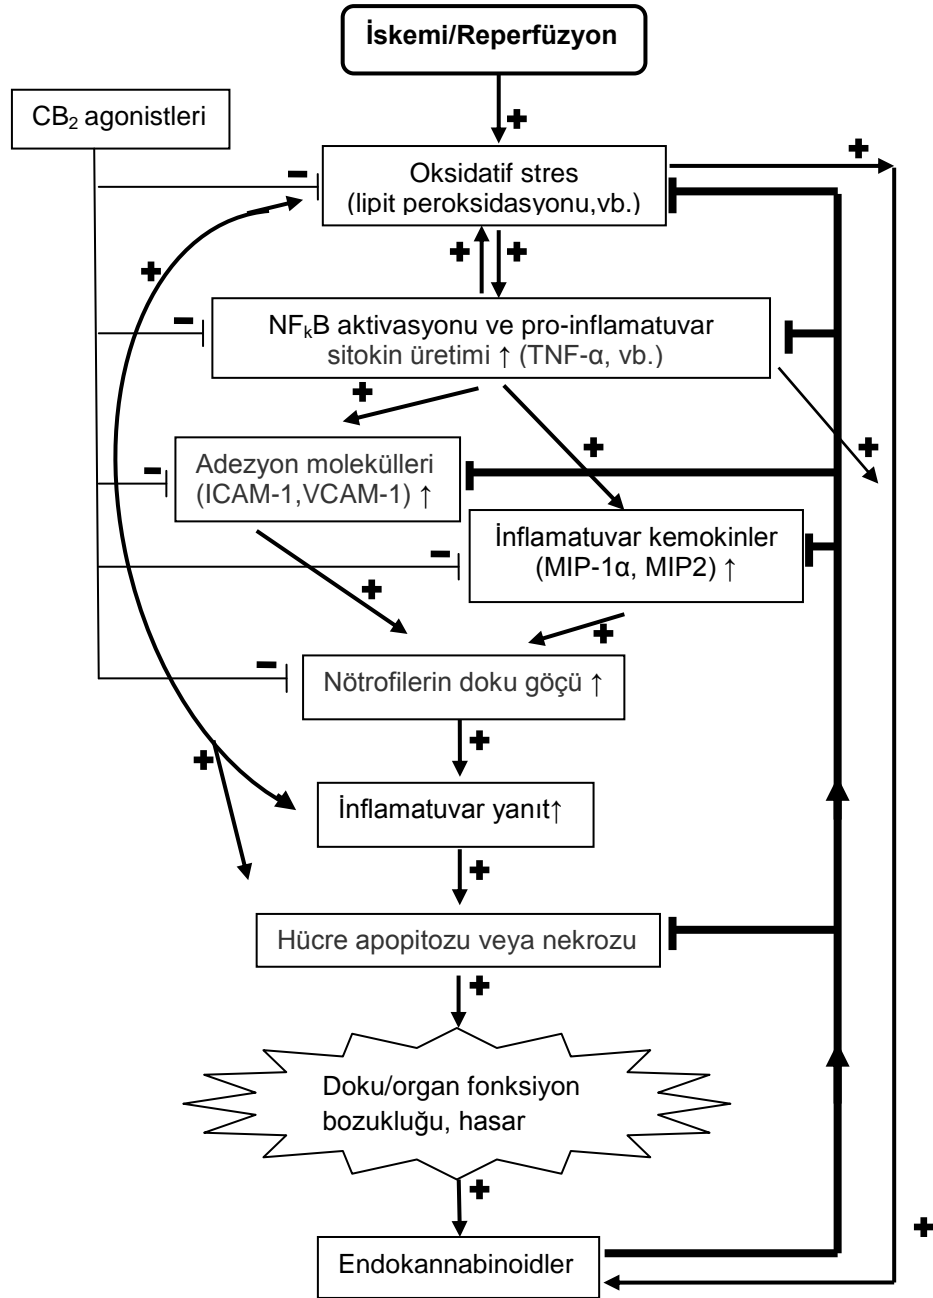 İskemi/Reperfüzyon
CB₂ agonistleri
+
Oksidatif stres
(lipit peroksidasyonu,vb.)
+
-
+
+
+
NFₖB aktivasyonu ve pro-inflamatuvar
sitokin üretimi ↑ (TNF-α, vb.)
-
+
+
+
Adezyon molekülleri
(ICAM-1,VCAM-1) ↑
-
İnflamatuvar kemokinler
(MIP-1α, MIP2) ↑
-
+
+
Nötrofilerin doku göçü ↑
-
+
+
İnflamatuvar yanıt↑
+
Hücre apopitozu veya nekrozu
+
Doku/organ fonksiyon
bozukluğu, hasar
+
+
Endokannabinoidler